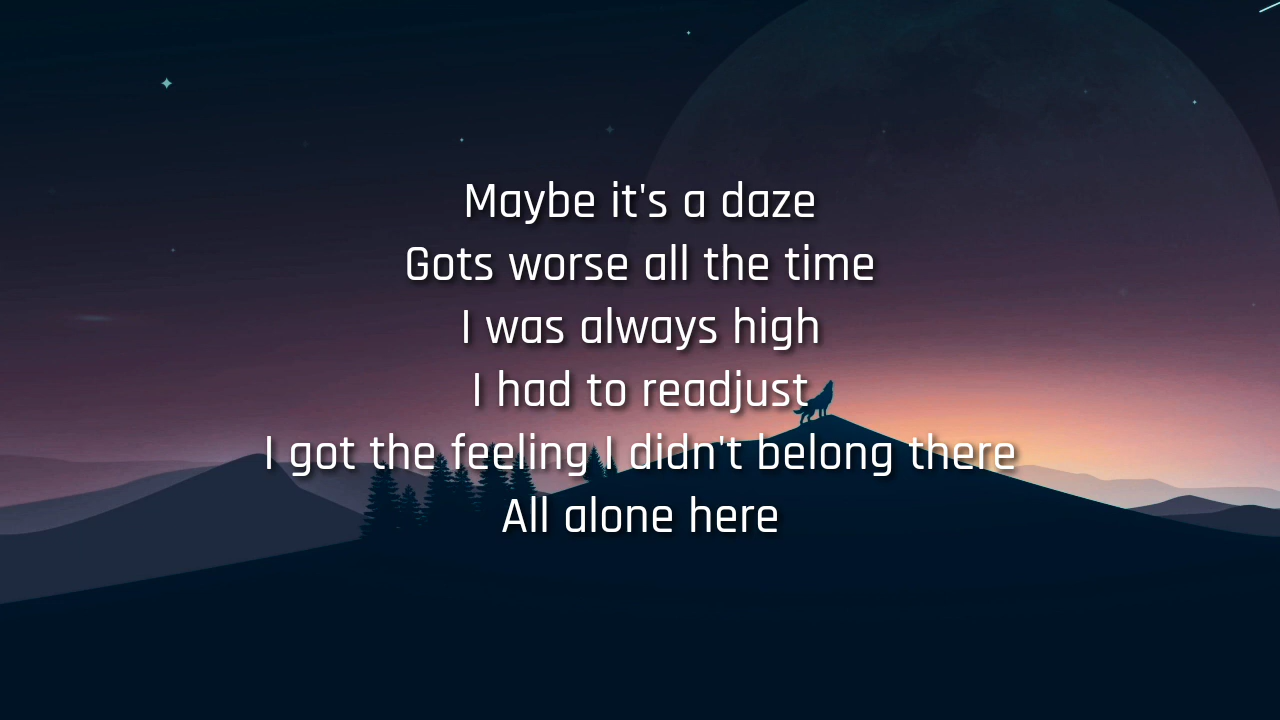 Maybe it's a daze
Gots worse all the time
I was always high
I had to readjust
I got the feeling I didn't belong there
All alone here